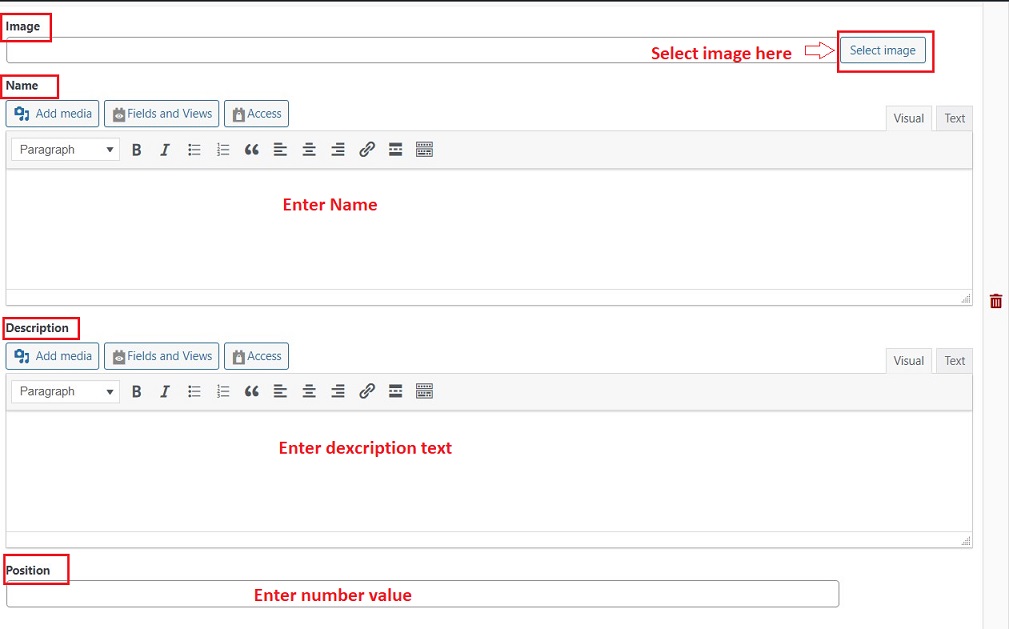 Image
Select image here Select image
Name
Add media Fields and Views Access Visual Text
Paragraph B I
Enter Name
Description
Add media Fields and Views Access Visual Text
Paragraph B I
Enter dexcription text
Position
Enter number value